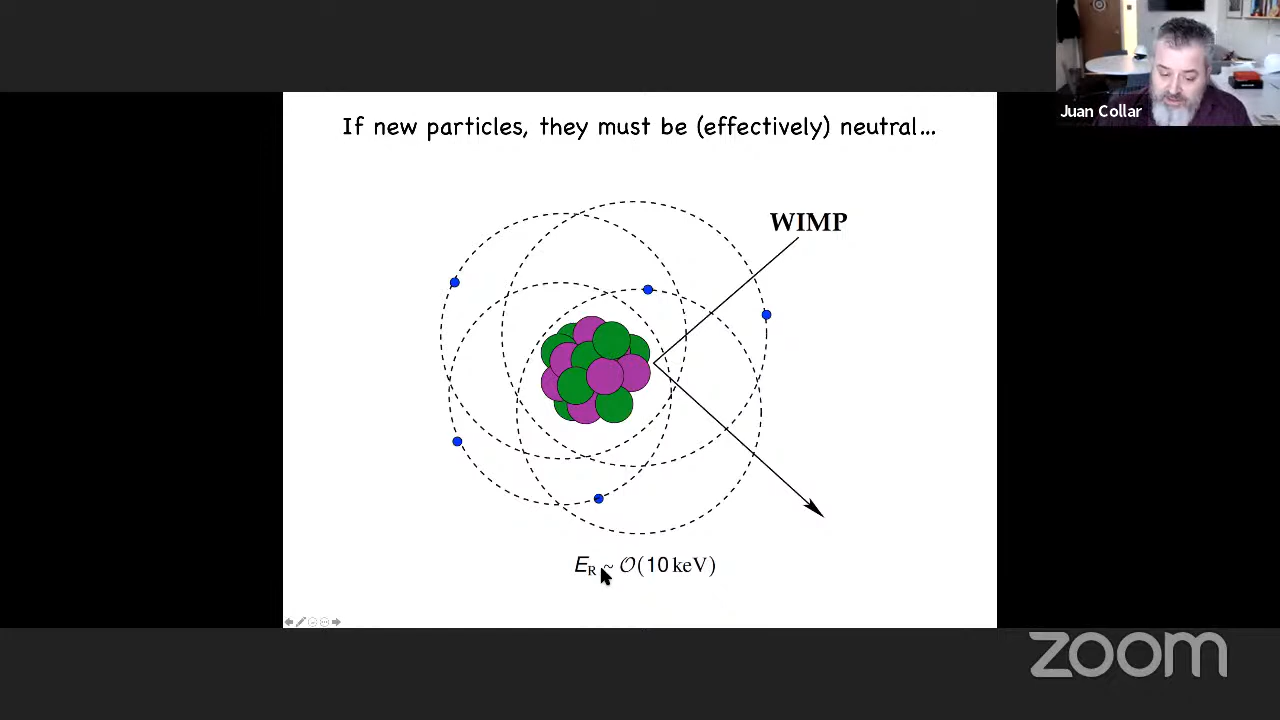 Juan Collar
If new particles, they must be (effectively) neutral...
WIMP
E_R ~ 𝒪(10 keV)
zoom